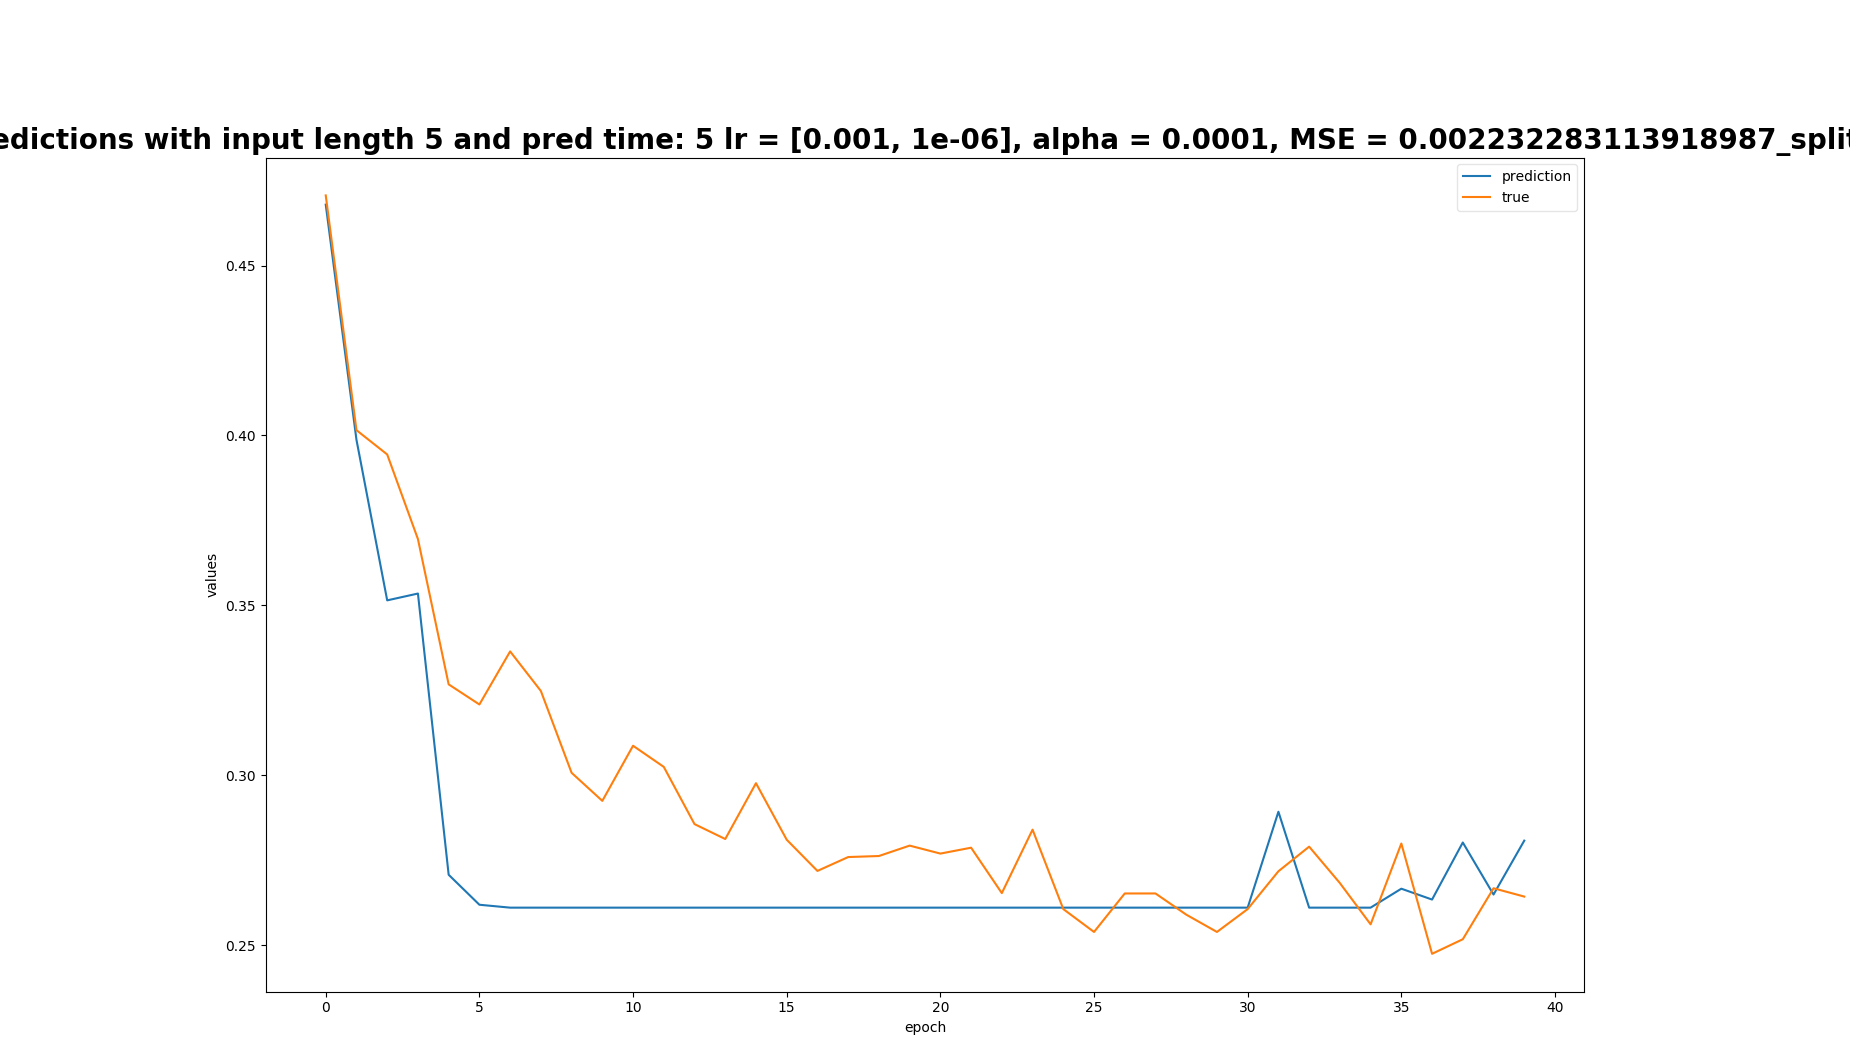 edictions with input length 5 and pred time: 5 lr = [0.001, 1e-06], alpha = 0.0001, MSE = 0.002232283113918987_split
prediction
true
0.45
0.40
0.35
0.30
0.25
values
0 5 10 15 20 25 30 35 40
epoch